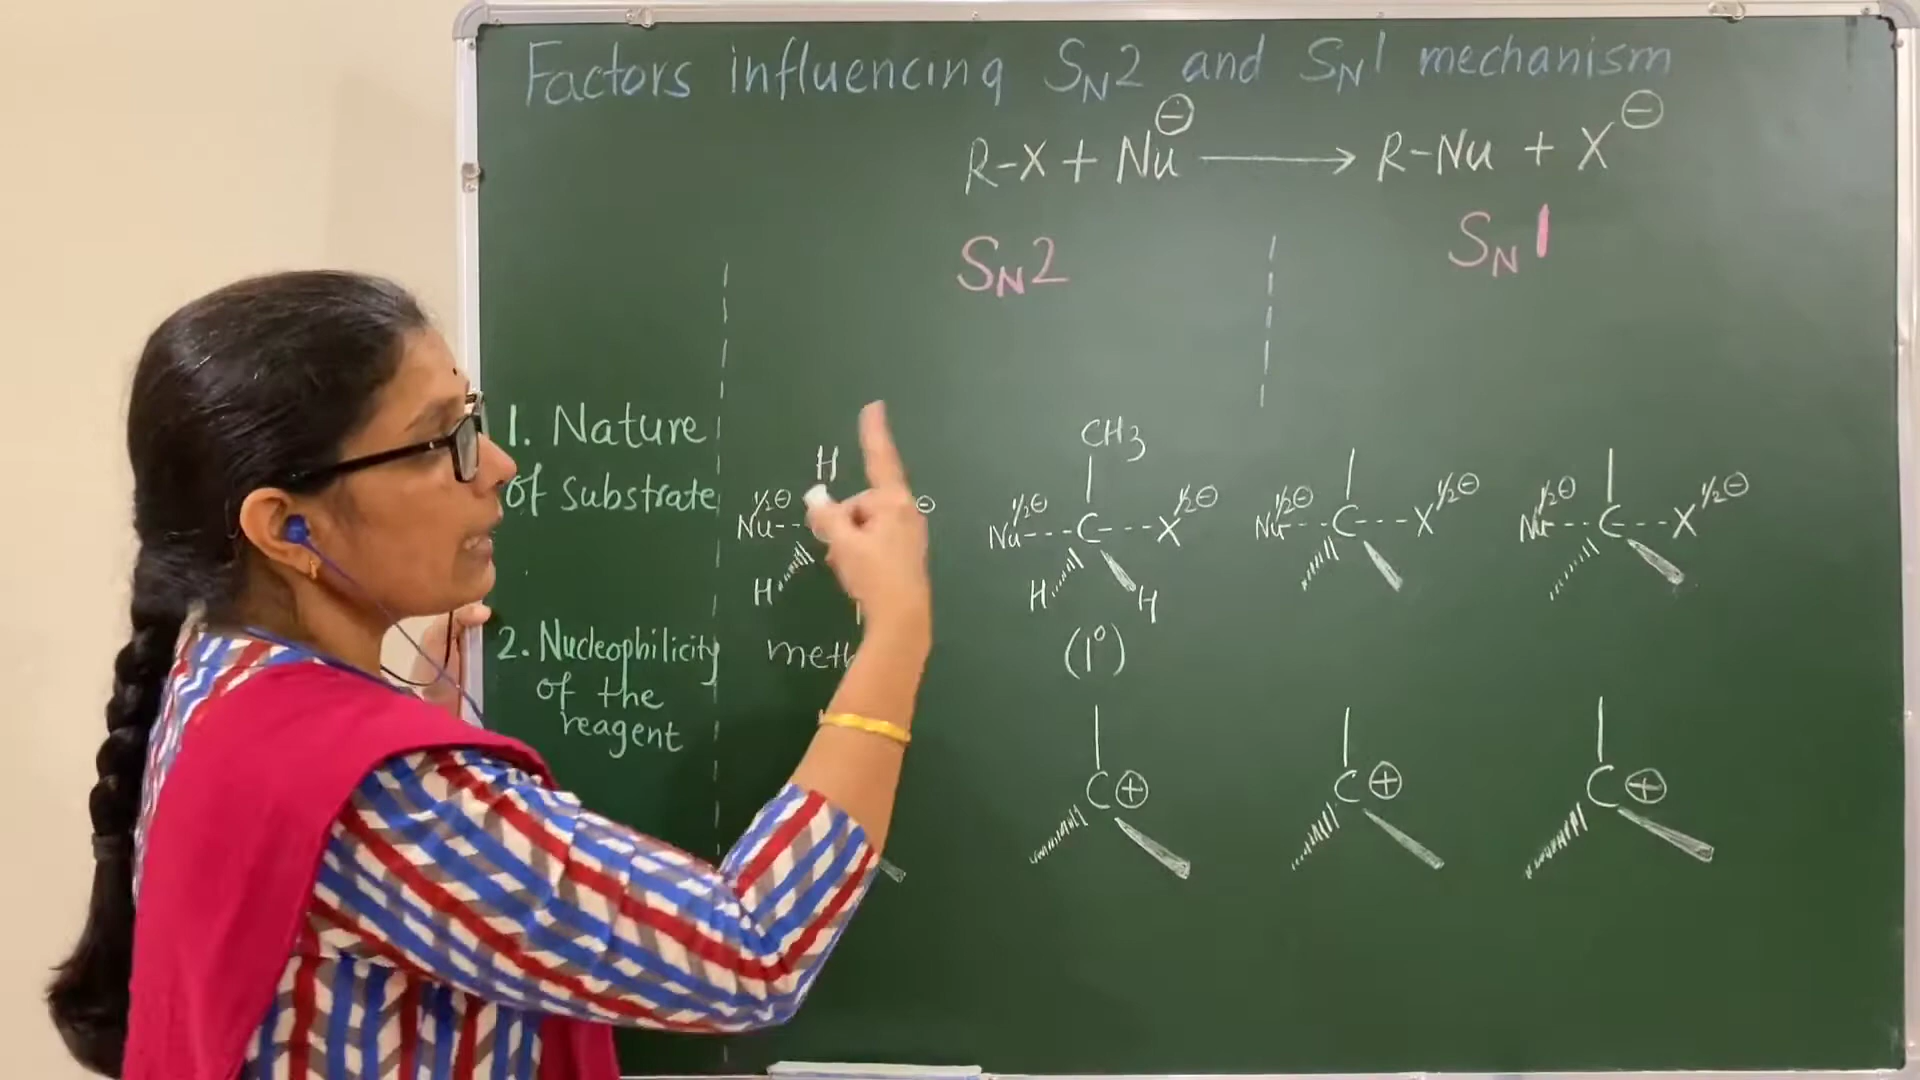 Factors influencing SN2 and SN1 mechanism
R-X + Nu⊖ ⟶ R-Nu + X⊖
SN2
SN1
1. Nature
of substrate
H
½⊖
Nu--
⊖
H
CH3
½⊖
Nu---C---X
½⊖
H
H
½⊖
Nu---C---X
½⊖
½⊖
Nu---C---X
½⊖
2. Nucleophilicity
of the
reagent
(1°)
C⊕
C⊕
C⊕